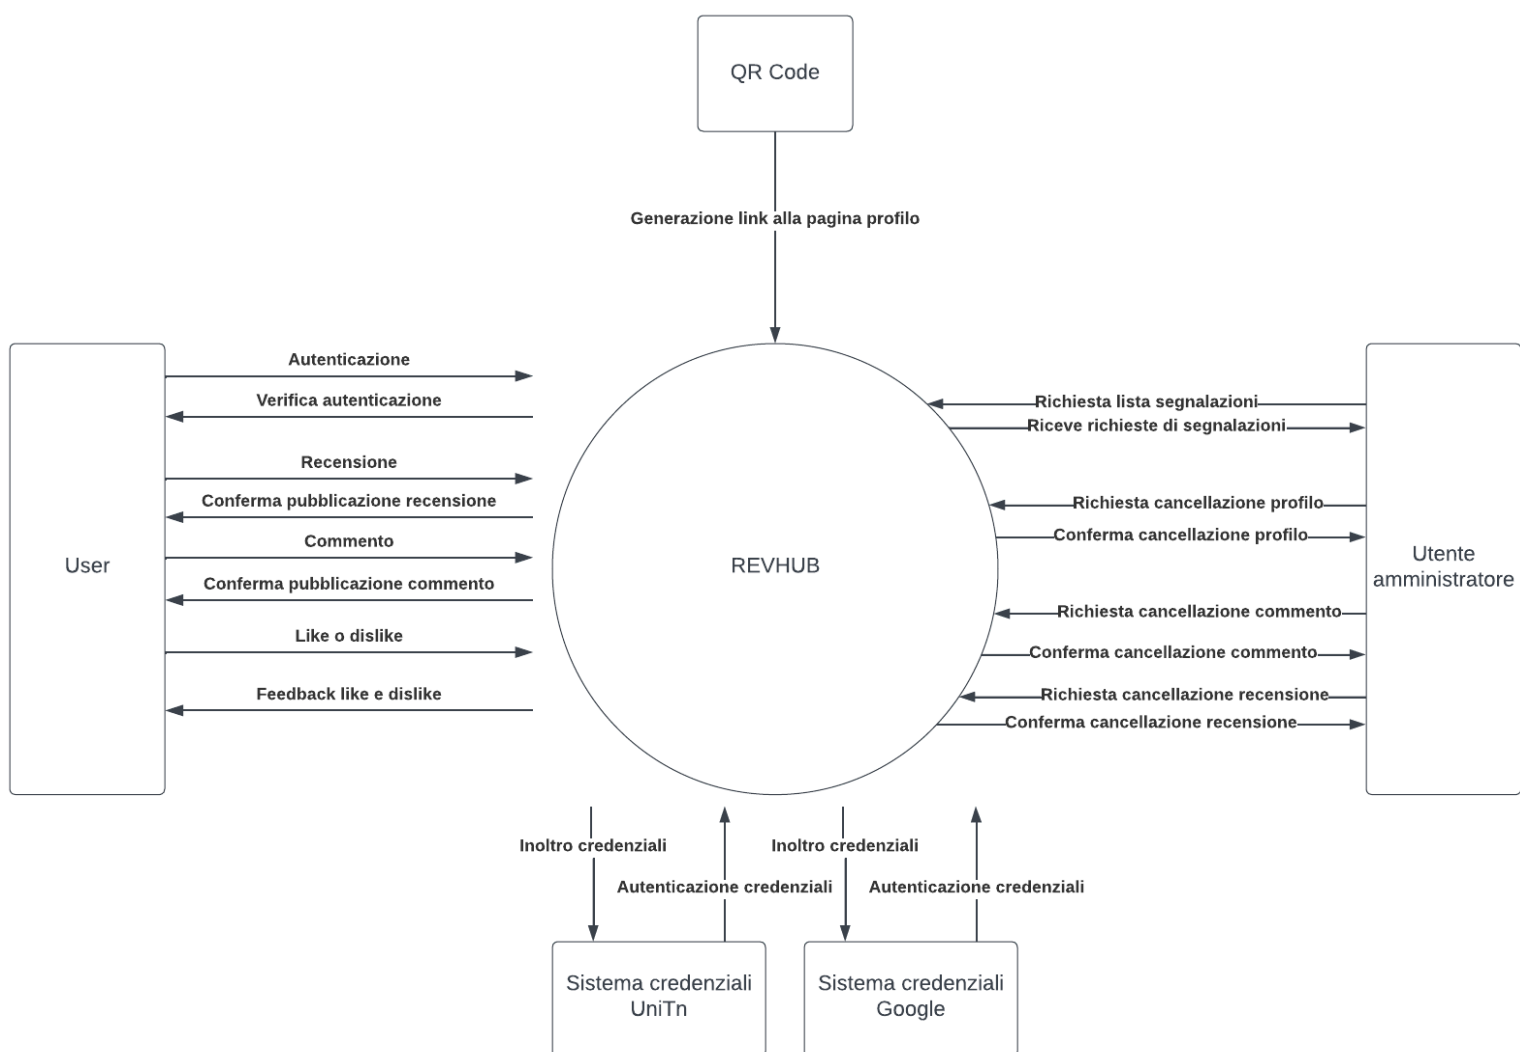 QR Code
Generazione link alla pagina profilo
Autenticazione
Verifica autenticazione
Recensione
Conferma pubblicazione recensione
Commento
Conferma pubblicazione commento
Like o dislike
Feedback like e dislike
User
REVHUB
Richiesta lista segnalazioni
Riceve richieste di segnalazioni
Richiesta cancellazione profilo
Conferma cancellazione profilo
Richiesta cancellazione commento
Conferma cancellazione commento
Richiesta cancellazione recensione
Conferma cancellazione recensione
Utente
amministratore
Inoltro credenziali
Autenticazione credenziali
Inoltro credenziali
Autenticazione credenziali
Sistema credenziali
UniTn
Sistema credenziali
Google